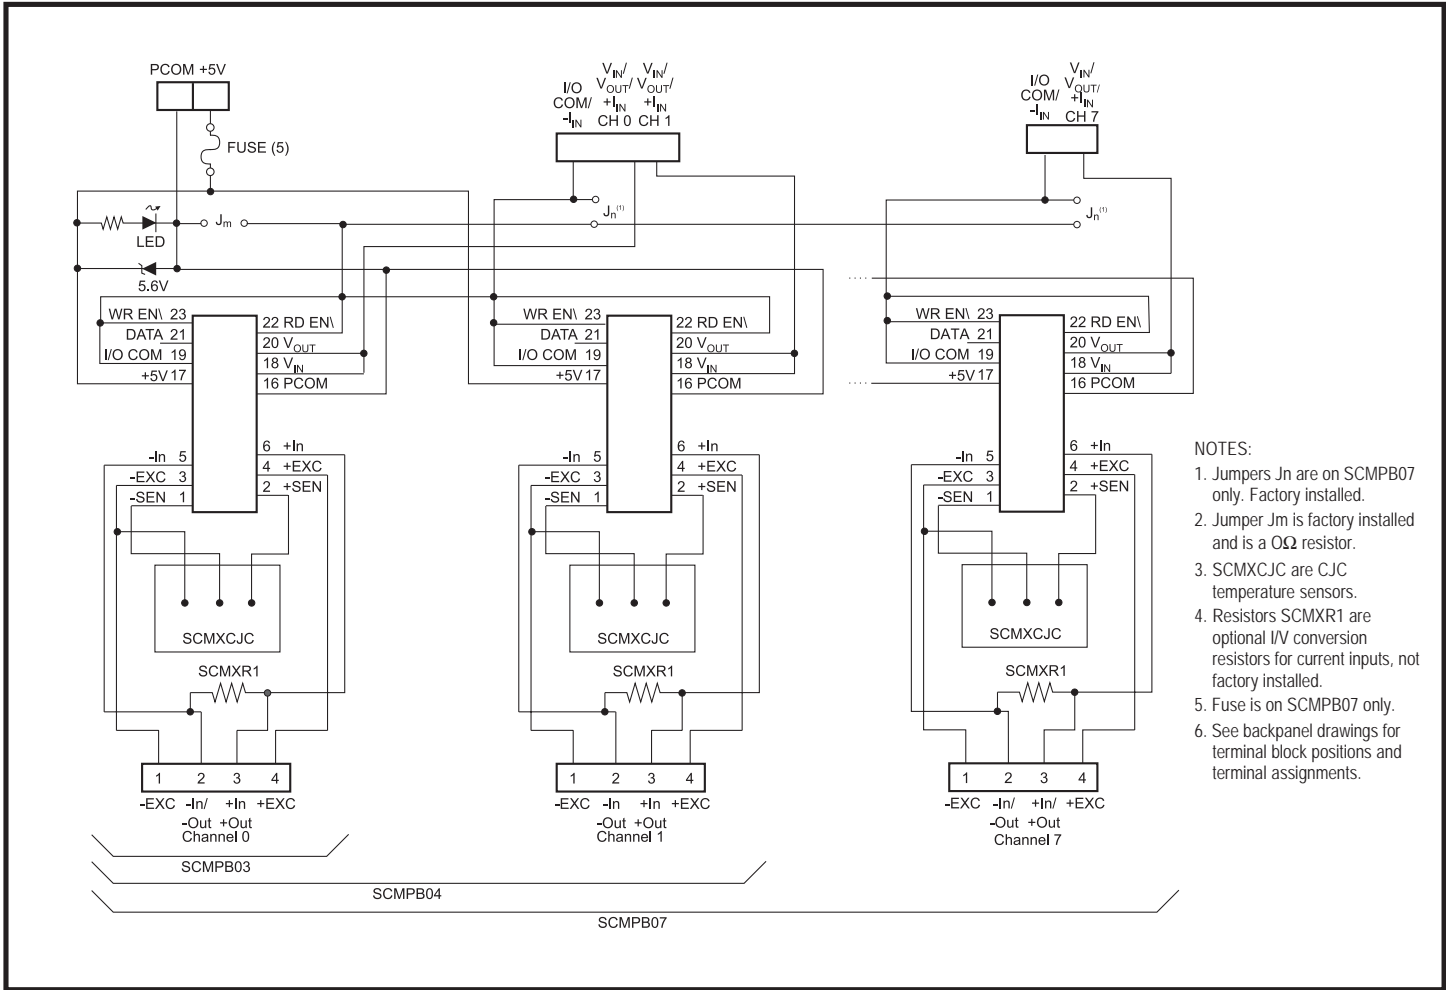 PCOM +5V
FUSE (5)
I/O
COM/
-IIN
VIN/
VOUT/
+IIN
CH 0
VIN/
VOUT/
+IIN
CH 1
I/O
COM/
-IIN
VIN/
VOUT/
+IIN
CH 7
Jm
LED
5.6V
Jn(1)
Jn(1)
WR EN\ 23
DATA 21
I/O COM 19
+5V 17
22 RD EN\
20 VOUT
18 VIN
16 PCOM
-In 5
-EXC 3
-SEN 1
6 +In
4 +EXC
2 +SEN
SCMXCJC
SCMXR1
1 2 3 4
-EXC -In/ +In +EXC
-Out +Out
Channel 0
WR EN\ 23
DATA 21
I/O COM 19
+5V 17
22 RD EN\
20 VOUT
18 VIN
16 PCOM
-In 5
-EXC 3
-SEN 1
6 +In
4 +EXC
2 +SEN
SCMXCJC
SCMXR1
1 2 3 4
-EXC -In +In +EXC
-Out +Out
Channel 1
....
....
WR EN\ 23
DATA 21
I/O COM 19
+5V 17
22 RD EN\
20 VOUT
18 VIN
16 PCOM
-In 5
-EXC 3
-SEN 1
6 +In
4 +EXC
2 +SEN
SCMXCJC
SCMXR1
1 2 3 4
-EXC -In/ +In/ +EXC
-Out +Out
Channel 7
SCMPB03
SCMPB04
SCMPB07
NOTES:
1. Jumpers Jn are on SCMPB07
only. Factory installed.
2. Jumper Jm is factory installed
and is a OΩ resistor.
3. SCMXCJC are CJC
temperature sensors.
4. Resistors SCMXR1 are
optional I/V conversion
resistors for current inputs, not
factory installed.
5. Fuse is on SCMPB07 only.
6. See backpanel drawings for
terminal block positions and
terminal assignments.